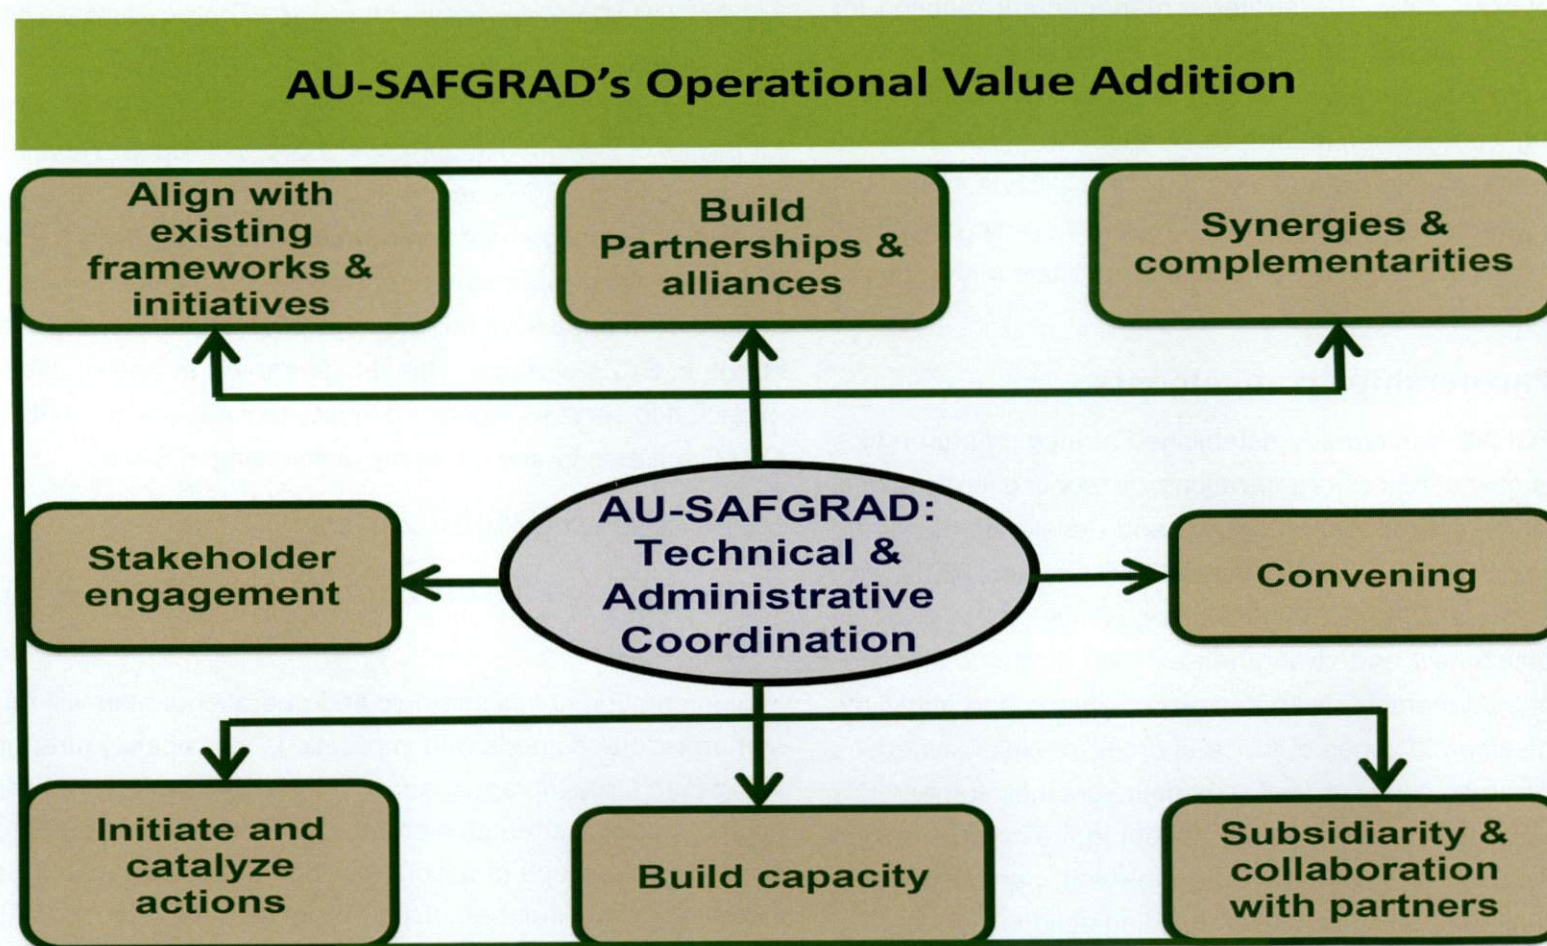 AU-SAFGRAD's Operational Value Addition
Align with
existing
frameworks &
initiatives
Build
Partnerships &
alliances
Synergies &
complementarities
Stakeholder
engagement
AU-SAFGRAD:
Technical &
Administrative
Coordination
Convening
Initiate and
catalyze
actions
Build capacity
Subsidiarity &
collaboration
with partners